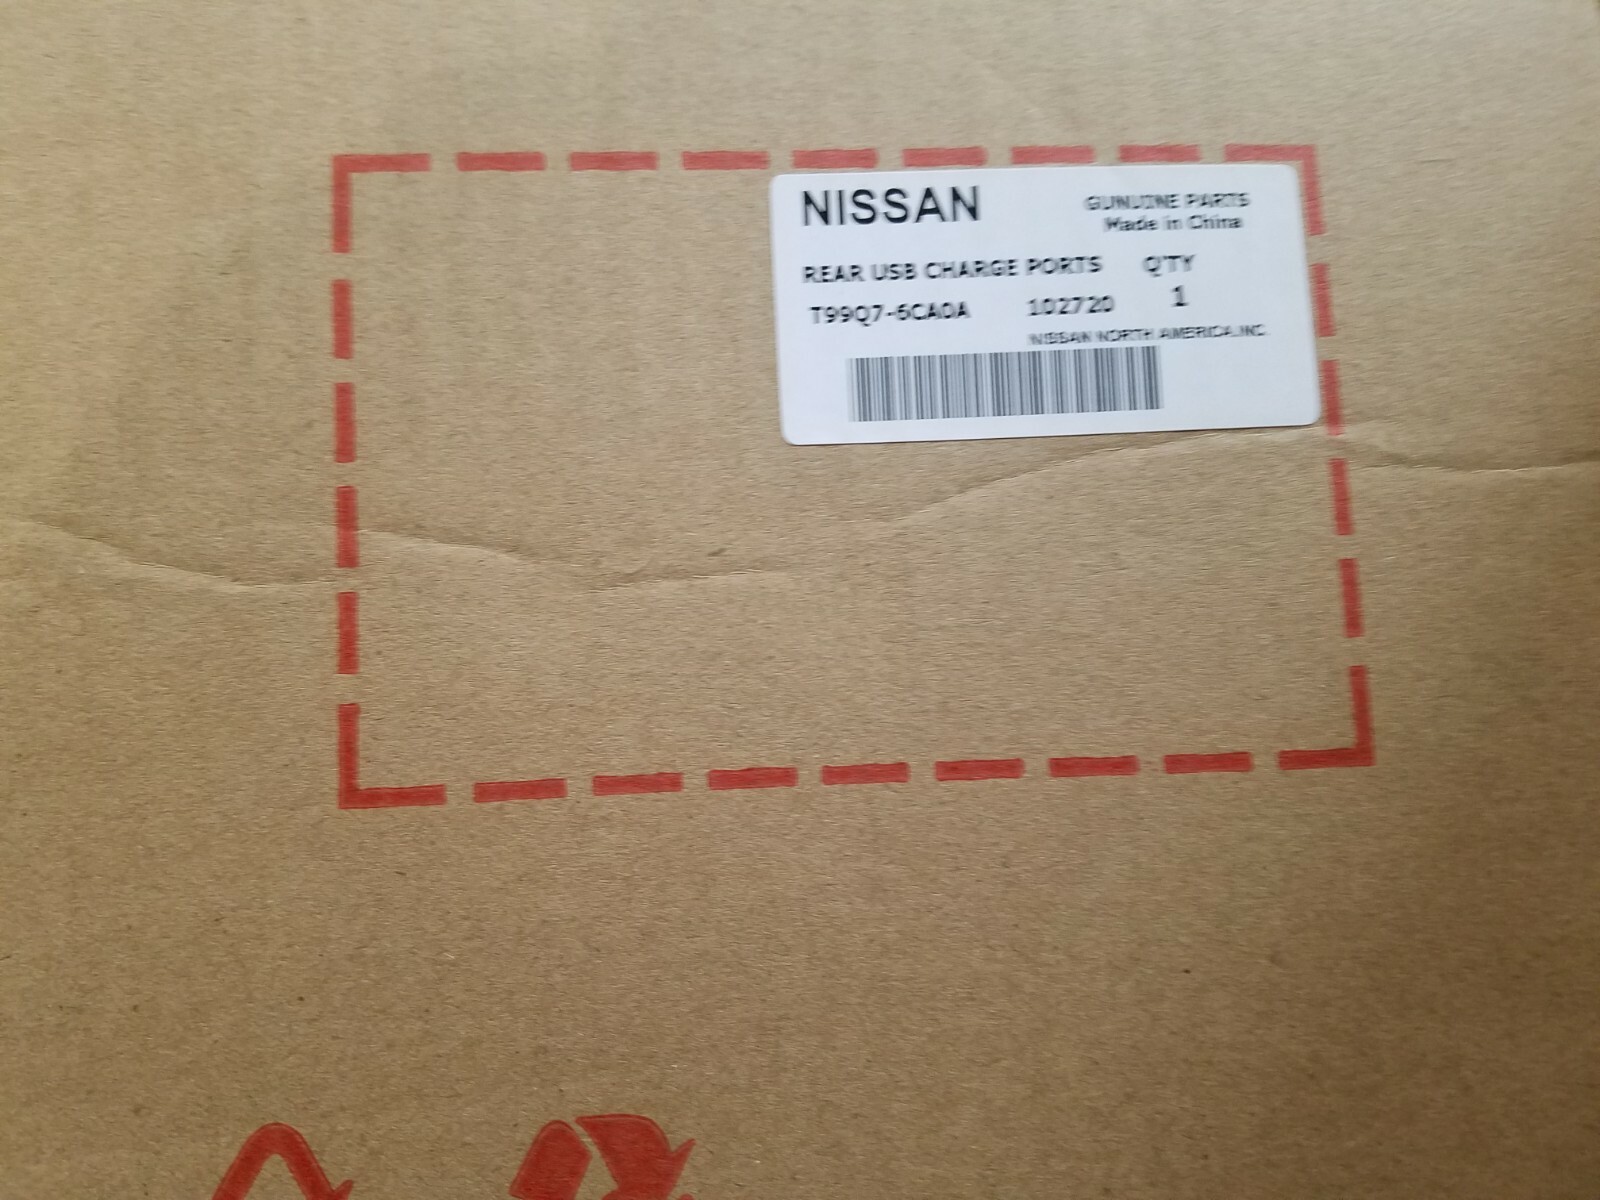 NISSAN
GUNUINE PARTS
Made in China
REAR USB CHARGE PORTS Q'TY
T99Q7-6CA0A 102720 1
NISSAN NORTH AMERICA.INC.